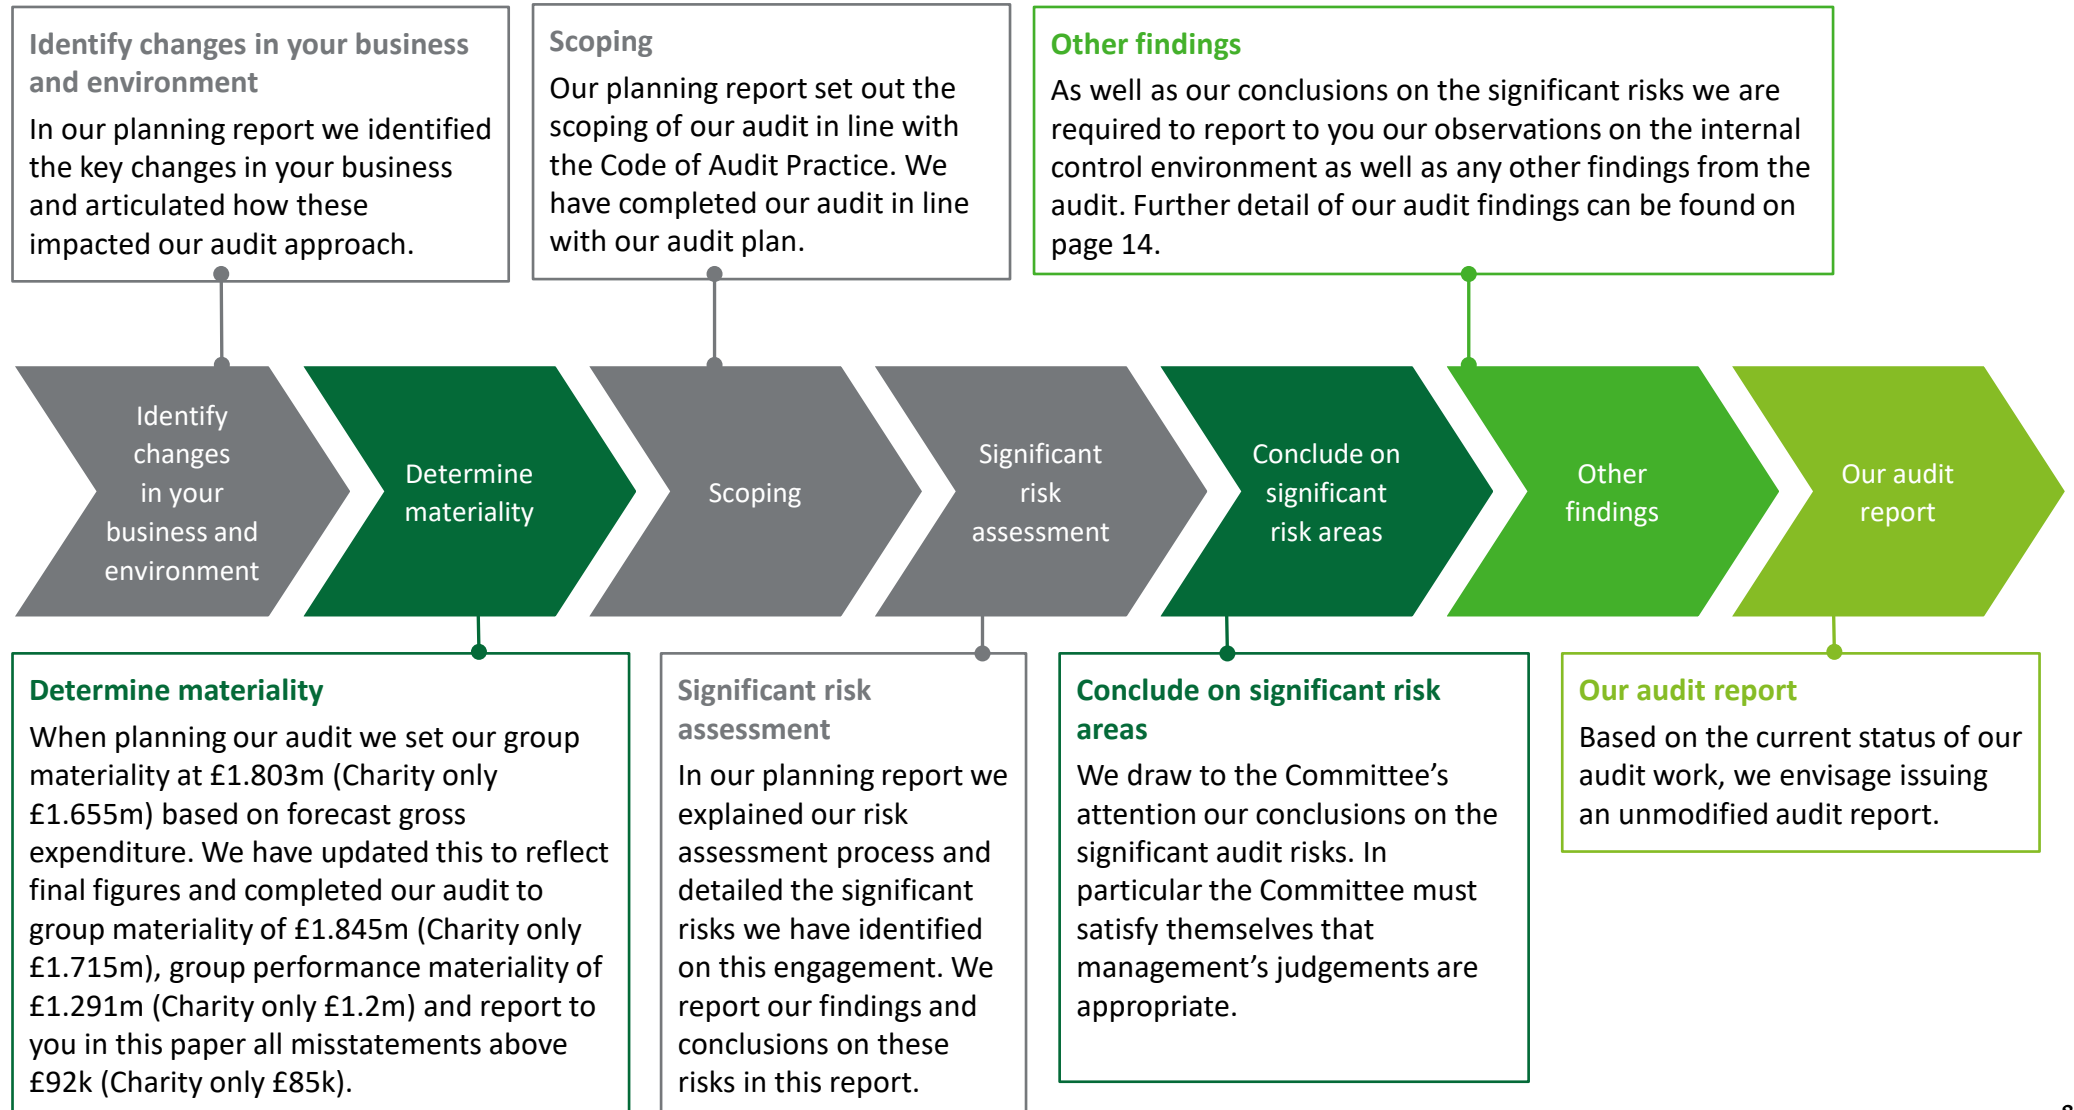 Identify changes in your business
and environment
In our planning report we identified
the key changes in your business
and articulated how these
impacted our audit approach.
Scoping
Our planning report set out the
scoping of our audit in line with
the Code of Audit Practice. We
have completed our audit in line
with our audit plan.
Other findings
As well as our conclusions on the significant risks we are
required to report to you our observations on the internal
control environment as well as any other findings from the
audit. Further detail of our audit findings can be found on
page 14.
Identify
changes
in your
business and
environment
Determine
materiality
Scoping
Significant
risk
assessment
Conclude on
significant
risk areas
Other
findings
Our audit
report
Determine materiality
When planning our audit we set our group
materiality at £1.803m (Charity only
£1.655m) based on forecast gross
expenditure. We have updated this to reflect
final figures and completed our audit to
group materiality of £1.845m (Charity only
£1.715m), group performance materiality of
£1.291m (Charity only £1.2m) and report to
you in this paper all misstatements above
£92k (Charity only £85k).
Significant risk
assessment
In our planning report we
explained our risk
assessment process and
detailed the significant
risks we have identified
on this engagement. We
report our findings and
conclusions on these
risks in this report.
Conclude on significant risk
areas
We draw to the Committee’s
attention our conclusions on the
significant audit risks. In
particular the Committee must
satisfy themselves that
management’s judgements are
appropriate.
Our audit report
Based on the current status of our
audit work, we envisage issuing
an unmodified audit report.